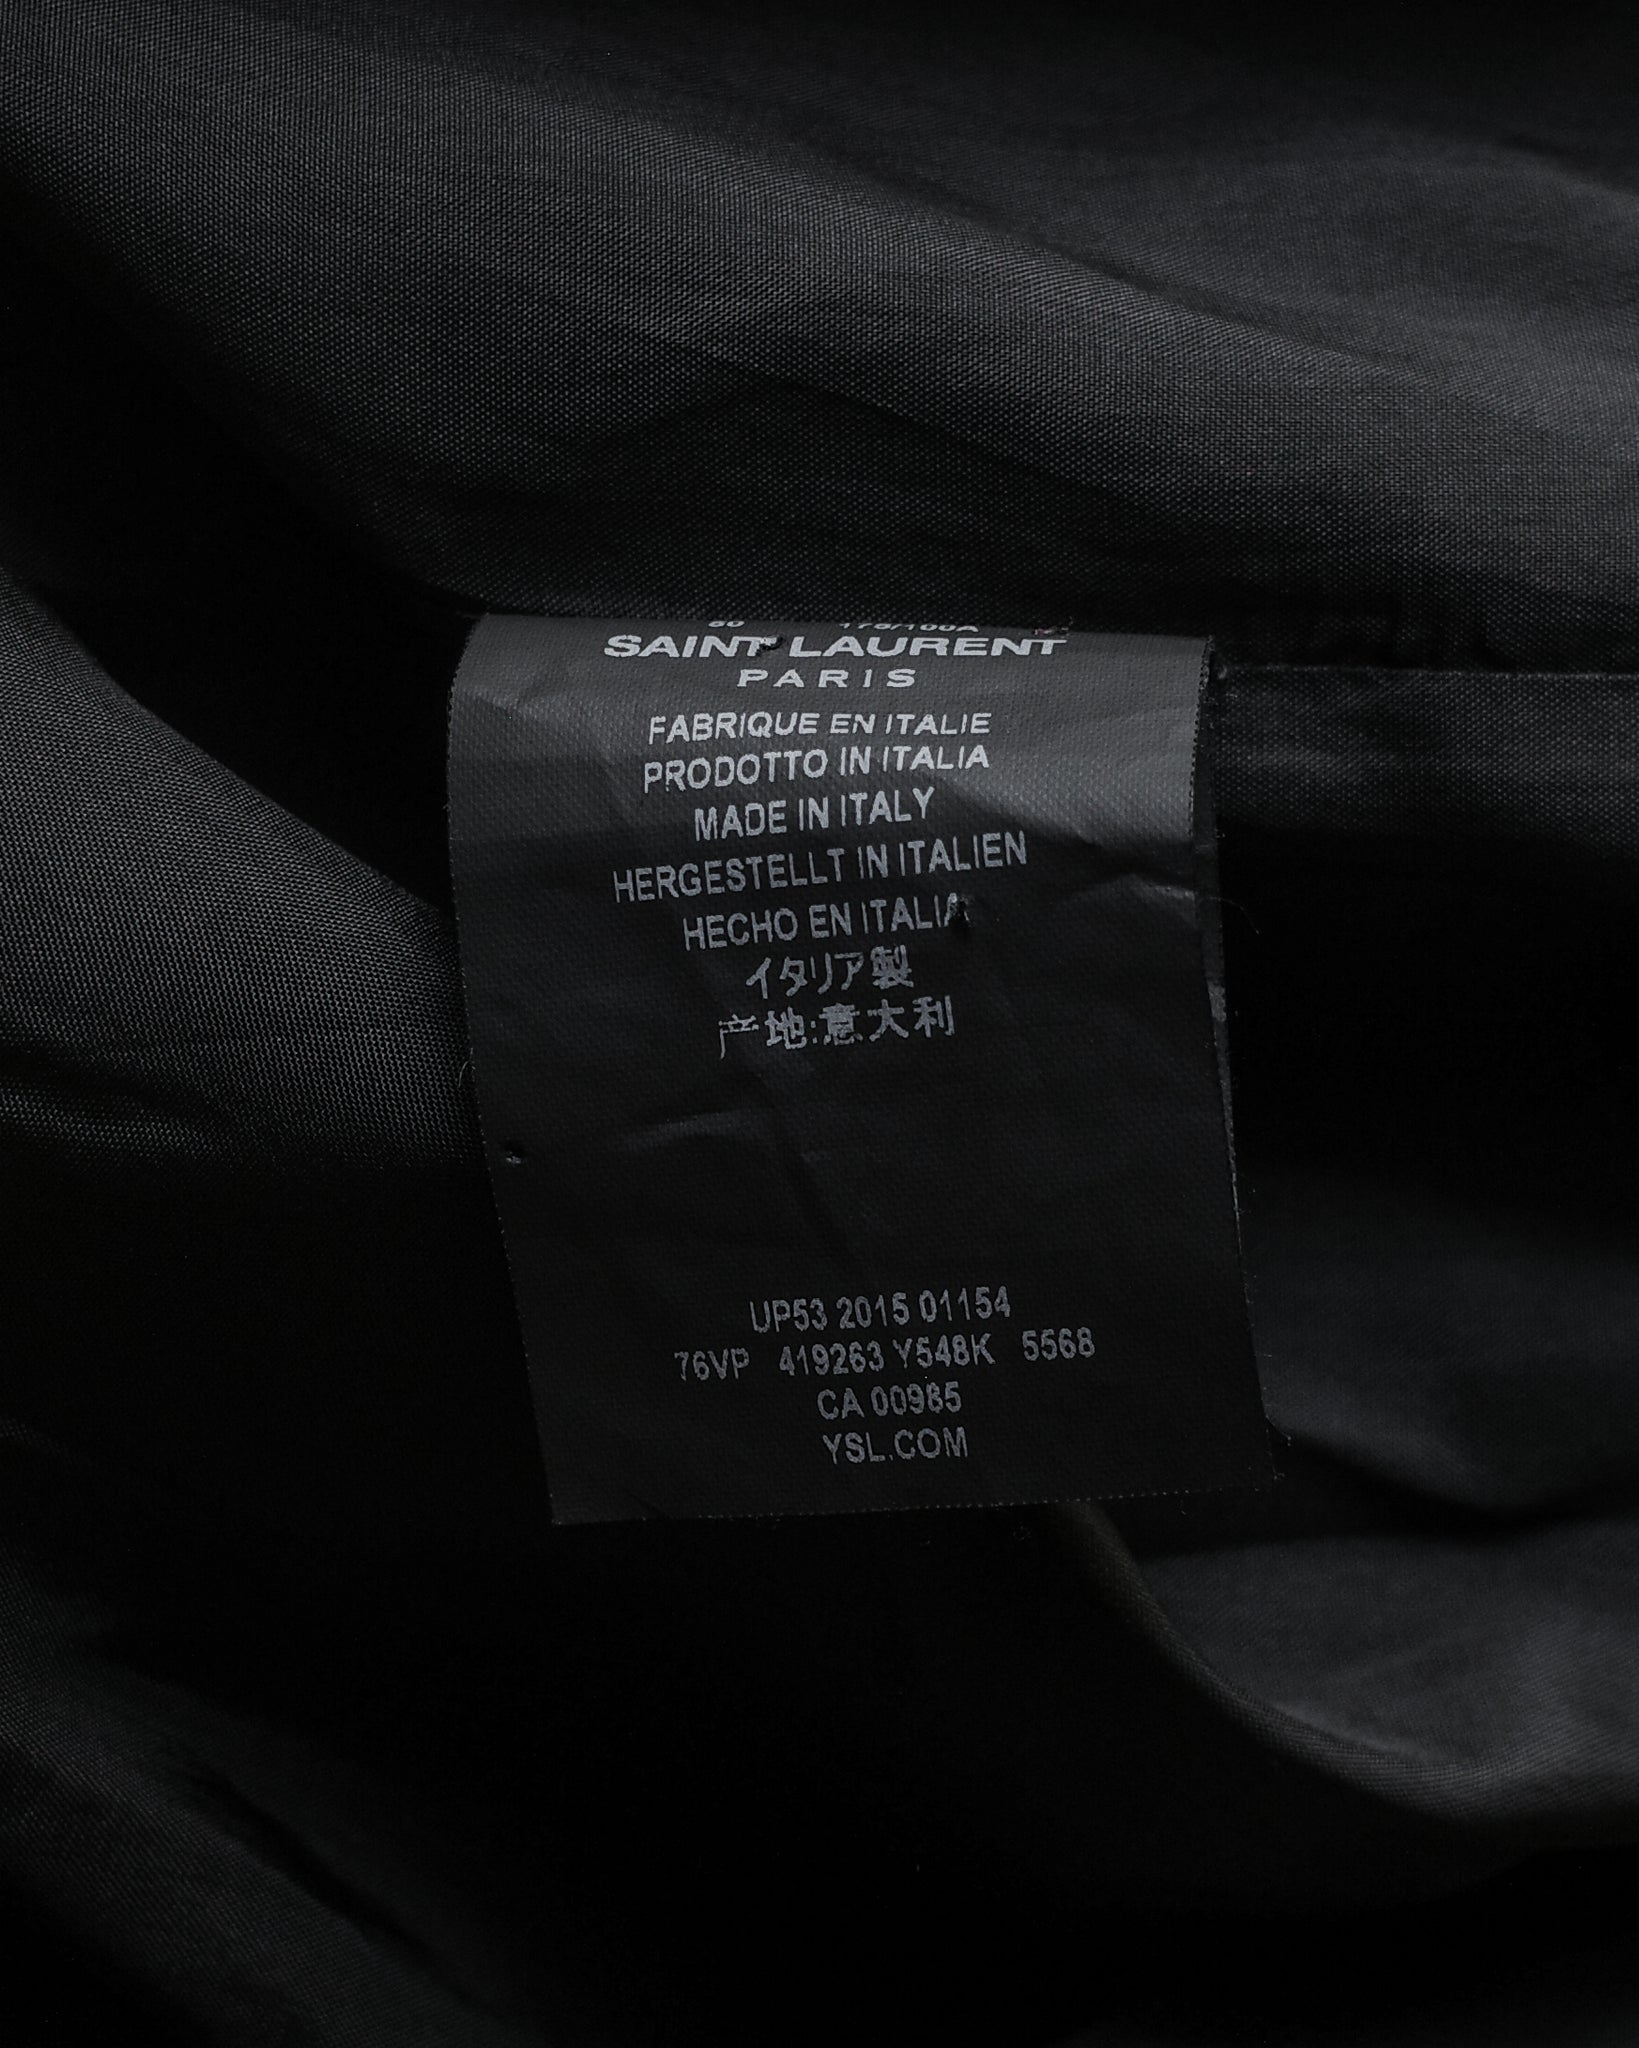 SAINT LAURENT
PARIS
FABRIQUE EN ITALIE
PRODOTTO IN ITALIA
MADE IN ITALY
HERGESTELLT IN ITALIEN
HECHO EN ITALIA
イタリア製
产地:意大利
UP53 2015 01154
76VP 419263 Y548K 5568
CA 00985
YSL.COM